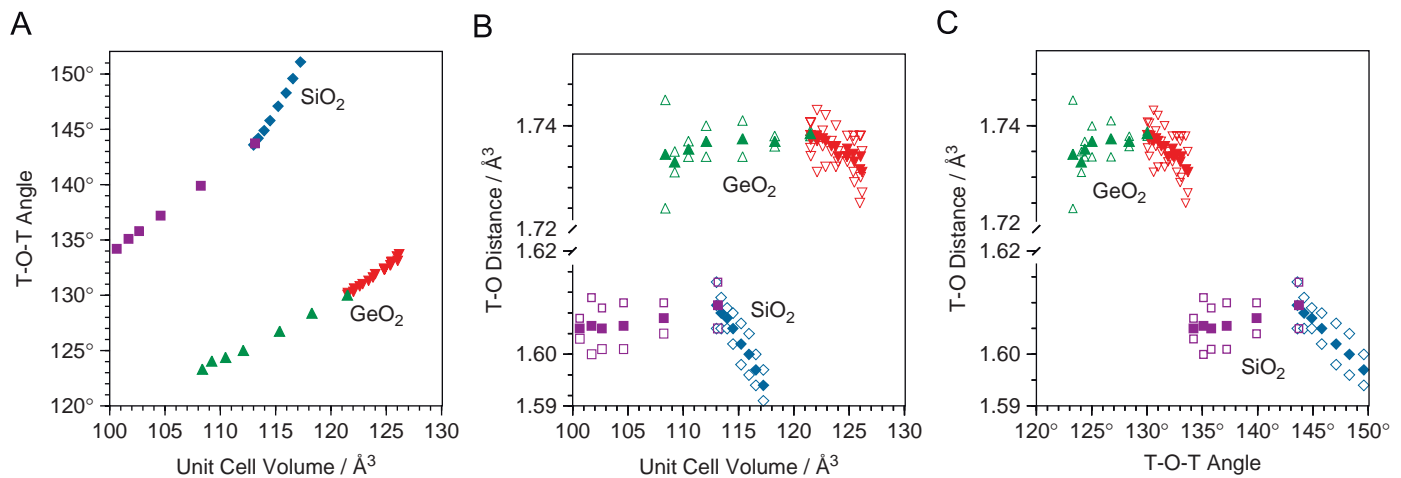 A
150°
145°
140°
135°
130°
125°
120°
T-O-T Angle
SiO₂
GeO₂
100
105
110
115
120
125
130
Unit Cell Volume / Å³
B
1.74
1.72
1.62
1.60
1.59
T-O Distance / Å³
GeO₂
SiO₂
100
105
110
115
120
125
130
Unit Cell Volume / Å³
C
1.74
1.72
1.62
1.60
1.59
T-O Distance / Å³
GeO₂
SiO₂
120°
125°
130°
135°
140°
145°
150°
T-O-T Angle